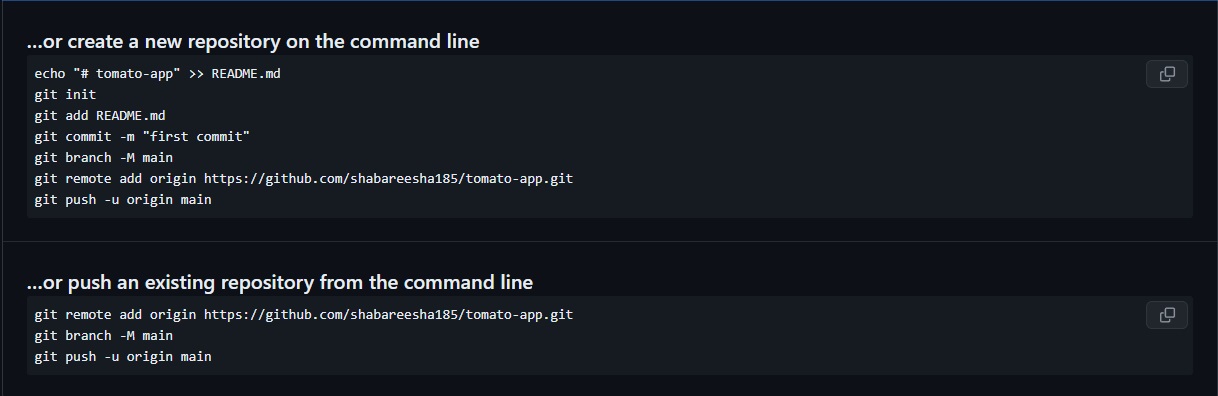 ...or create a new repository on the command line
echo "# tomato-app" >> README.md
git init
git add README.md
git commit -m "first commit"
git branch -M main
git remote add origin https://github.com/shabareesha185/tomato-app.git
git push -u origin main
...or push an existing repository from the command line
git remote add origin https://github.com/shabareesha185/tomato-app.git
git branch -M main
git push -u origin main